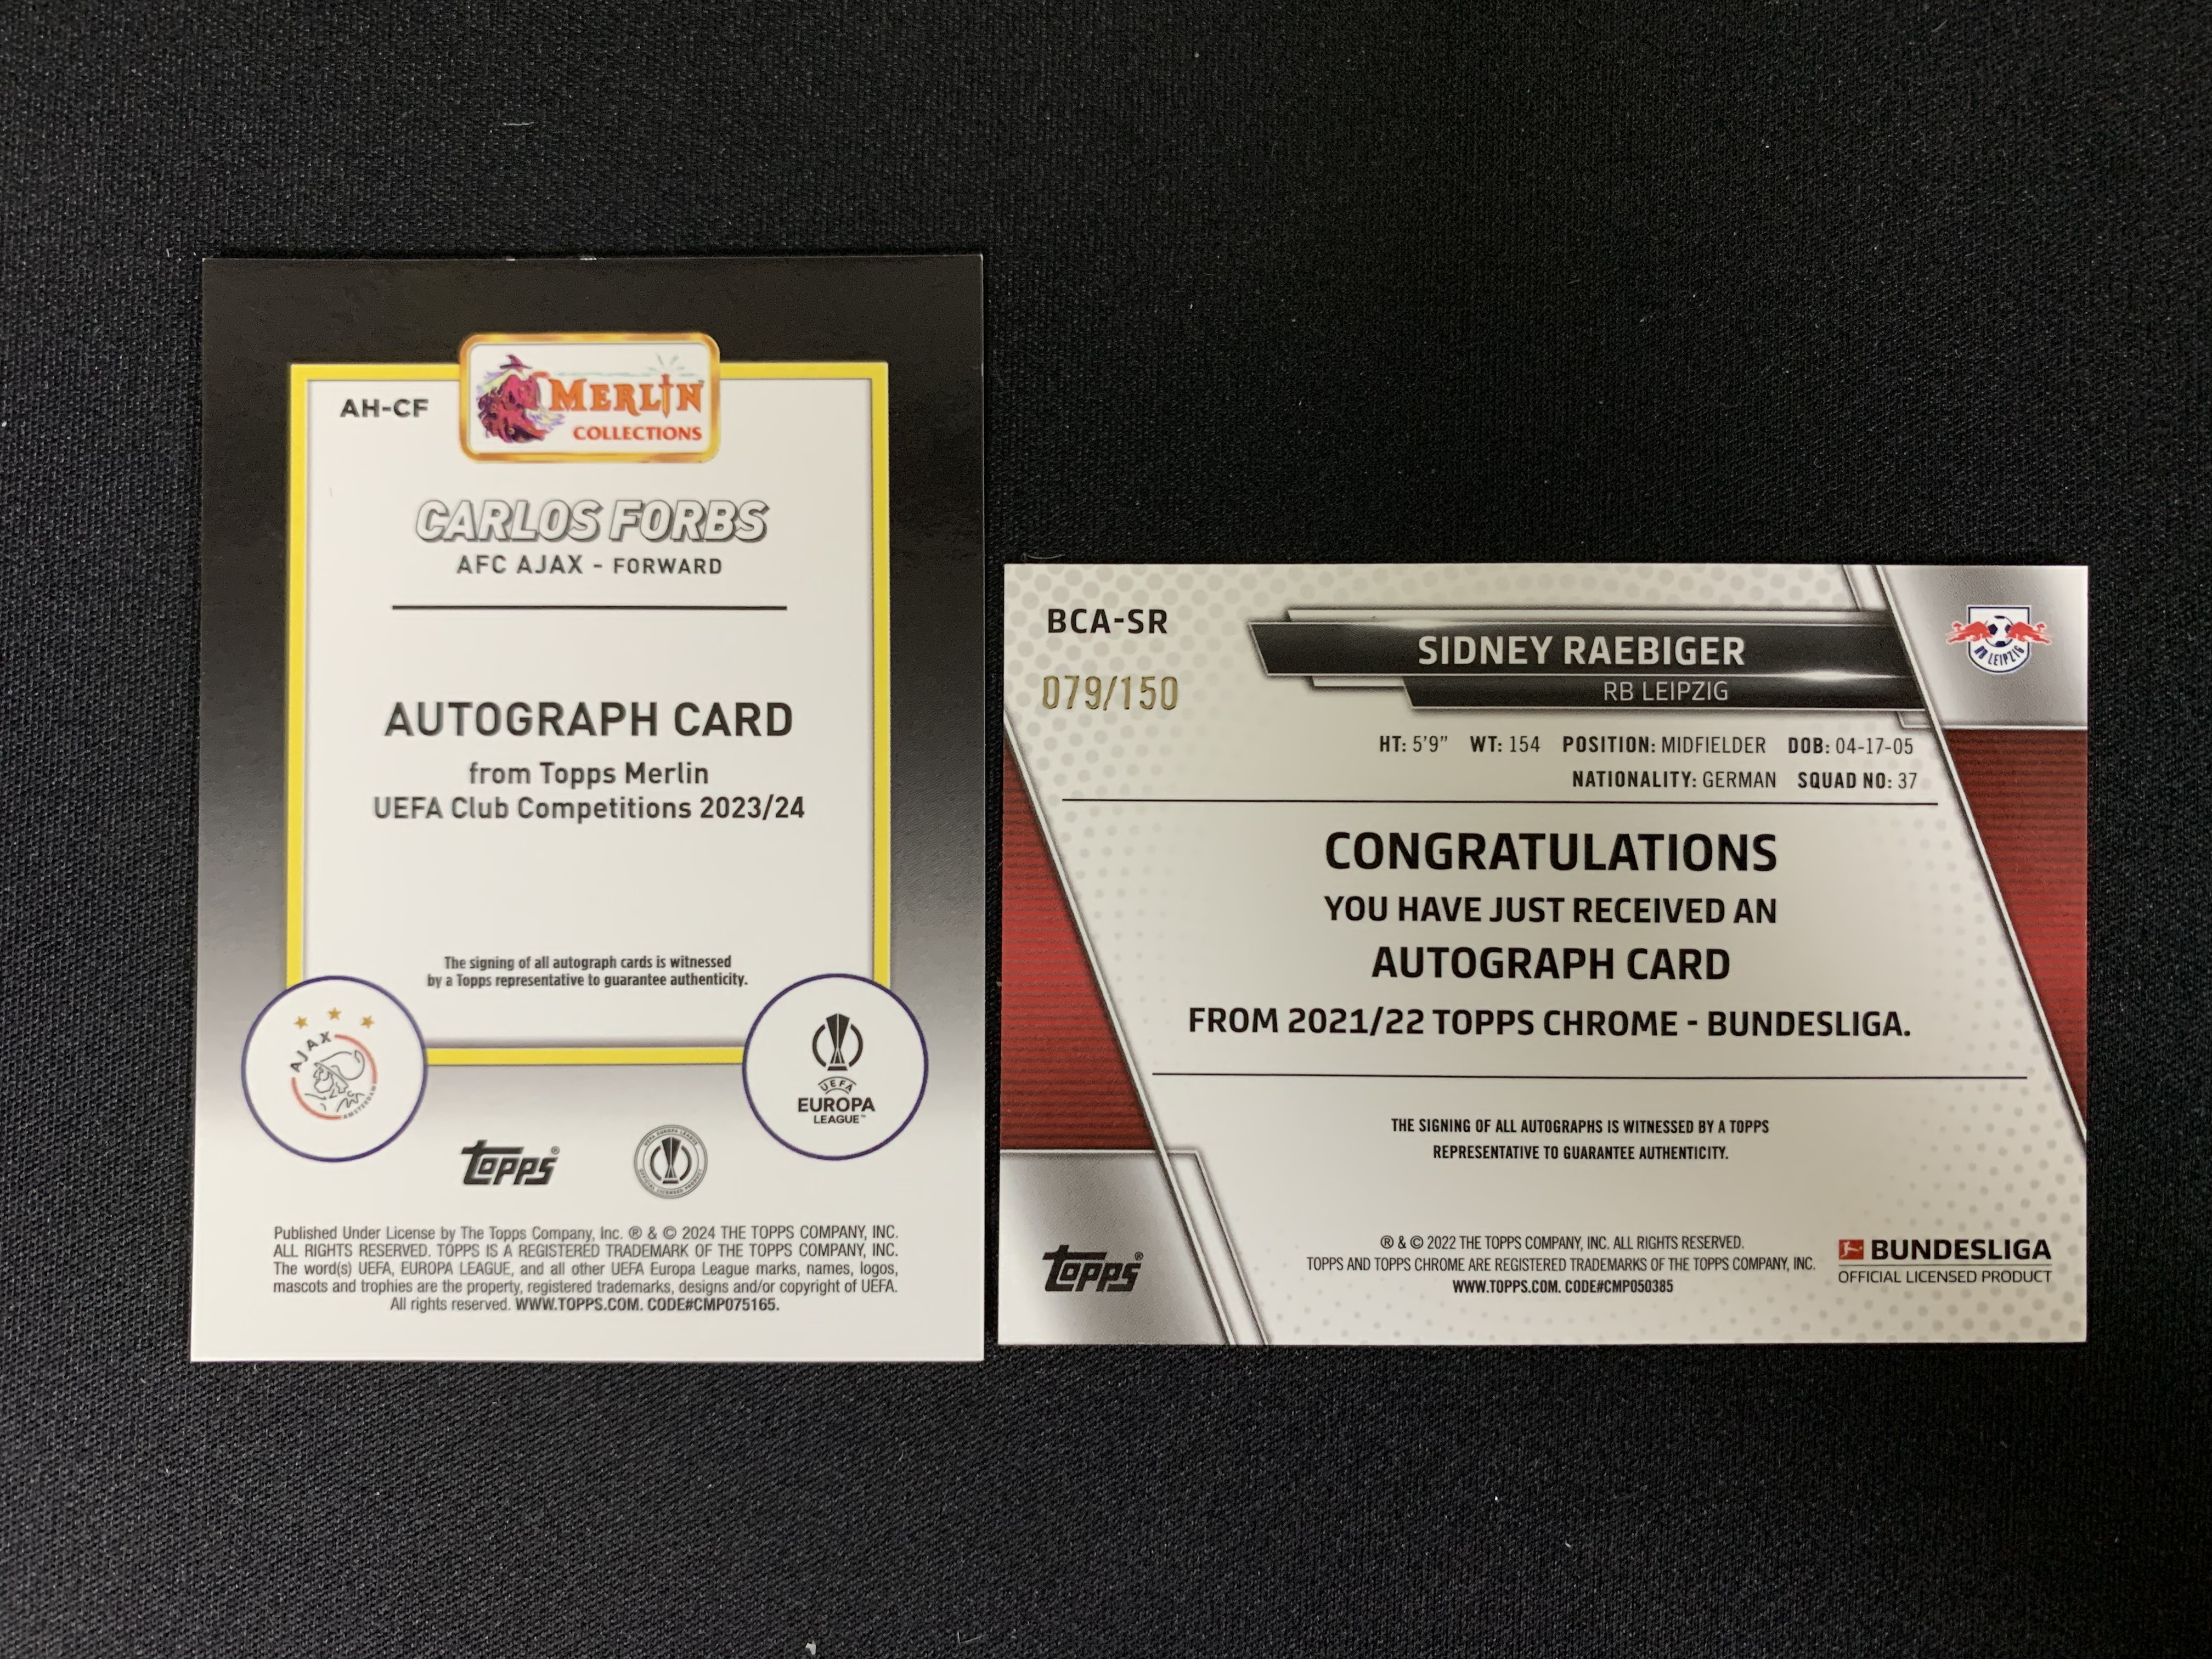 AH-CF
MERLIN
COLLECTIONS
CARLOS FORBS
AFC AJAX - FORWARD
AUTOGRAPH CARD
from Topps Merlin
UEFA Club Competitions 2023/24
The signing of all autograph cards is witnessed
by a Topps representative to guarantee authenticity.
AJAX
AMSTERDAM
UEFA
EUROPA
LEAGUE™
topps®
Published Under License by The Topps Company, Inc. ® & © 2024 THE TOPPS COMPANY, INC.
ALL RIGHTS RESERVED. TOPPS IS A REGISTERED TRADEMARK OF THE TOPPS COMPANY, INC.
The word(s) UEFA, EUROPA LEAGUE, and all other UEFA Europa League marks, names, logos,
mascots and trophies are the property, registered trademarks, designs and/or copyright of UEFA.
All rights reserved. WWW.TOPPS.COM. CODE#CMP075165.
BCA-SR
079/150
SIDNEY RAEBIGER
RB LEIPZIG
RB LEIPZIG
HT: 5'9" WT: 154 POSITION: MIDFIELDER DOB: 04-17-05
NATIONALITY: GERMAN SQUAD NO: 37
CONGRATULATIONS
YOU HAVE JUST RECEIVED AN
AUTOGRAPH CARD
FROM 2021/22 TOPPS CHROME - BUNDESLIGA.
THE SIGNING OF ALL AUTOGRAPHS IS WITNESSED BY A TOPPS
REPRESENTATIVE TO GUARANTEE AUTHENTICITY.
topps®
® & © 2022 THE TOPPS COMPANY, INC. ALL RIGHTS RESERVED.
TOPPS AND TOPPS CHROME ARE REGISTERED TRADEMARKS OF THE TOPPS COMPANY, INC.
WWW.TOPPS.COM. CODE#CMP050385
BUNDESLIGA
OFFICIAL LICENSED PRODUCT